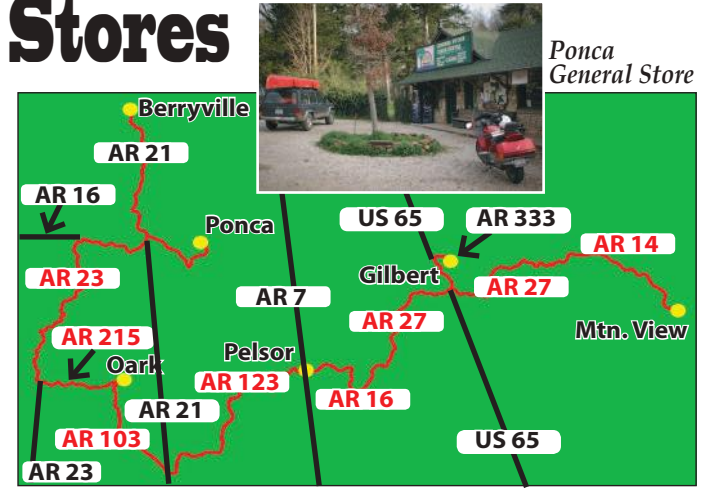 Stores
Ponca
General Store
Berryville
AR 21
AR 16
Ponca
US 65
AR 333
AR 14
Gilbert
AR 23
AR 7
AR 27
AR 27
Mtn. View
AR 215
Oark
Pelsor
AR 123
AR 16
AR 21
AR 103
US 65
AR 23